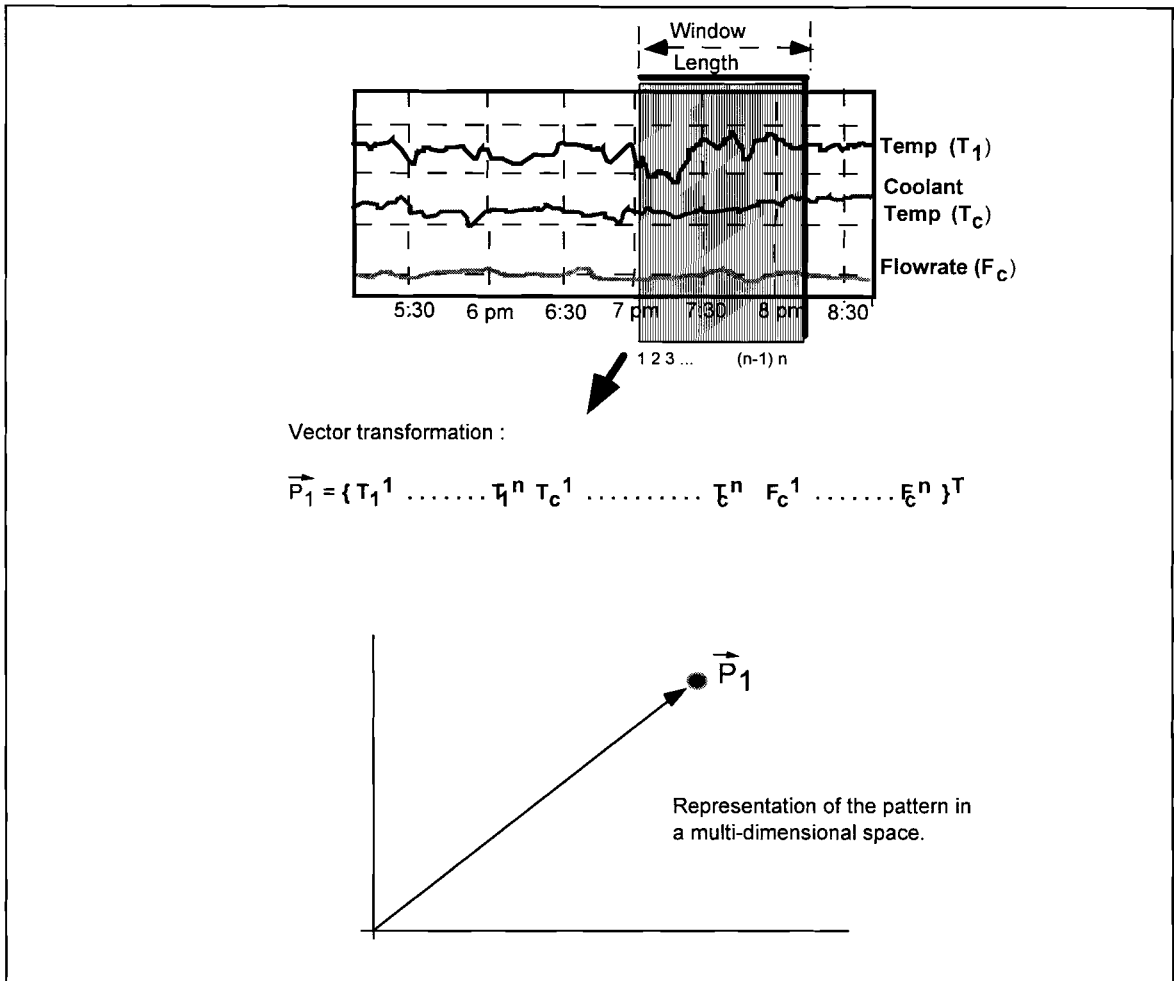 Window
Length
Temp (T1)
Coolant
Temp (Tc)
Flowrate (Fc)
5:30 6 pm 6:30 7 pm 7:30 8 pm 8:30
1 2 3 ... (n-1) n
Vector transformation :
P1 = { T1^1 ....... T1^n Tc^1 .......... Tc^n Fc^1 ....... Fc^n }^T
P1
Representation of the pattern in
a multi-dimensional space.